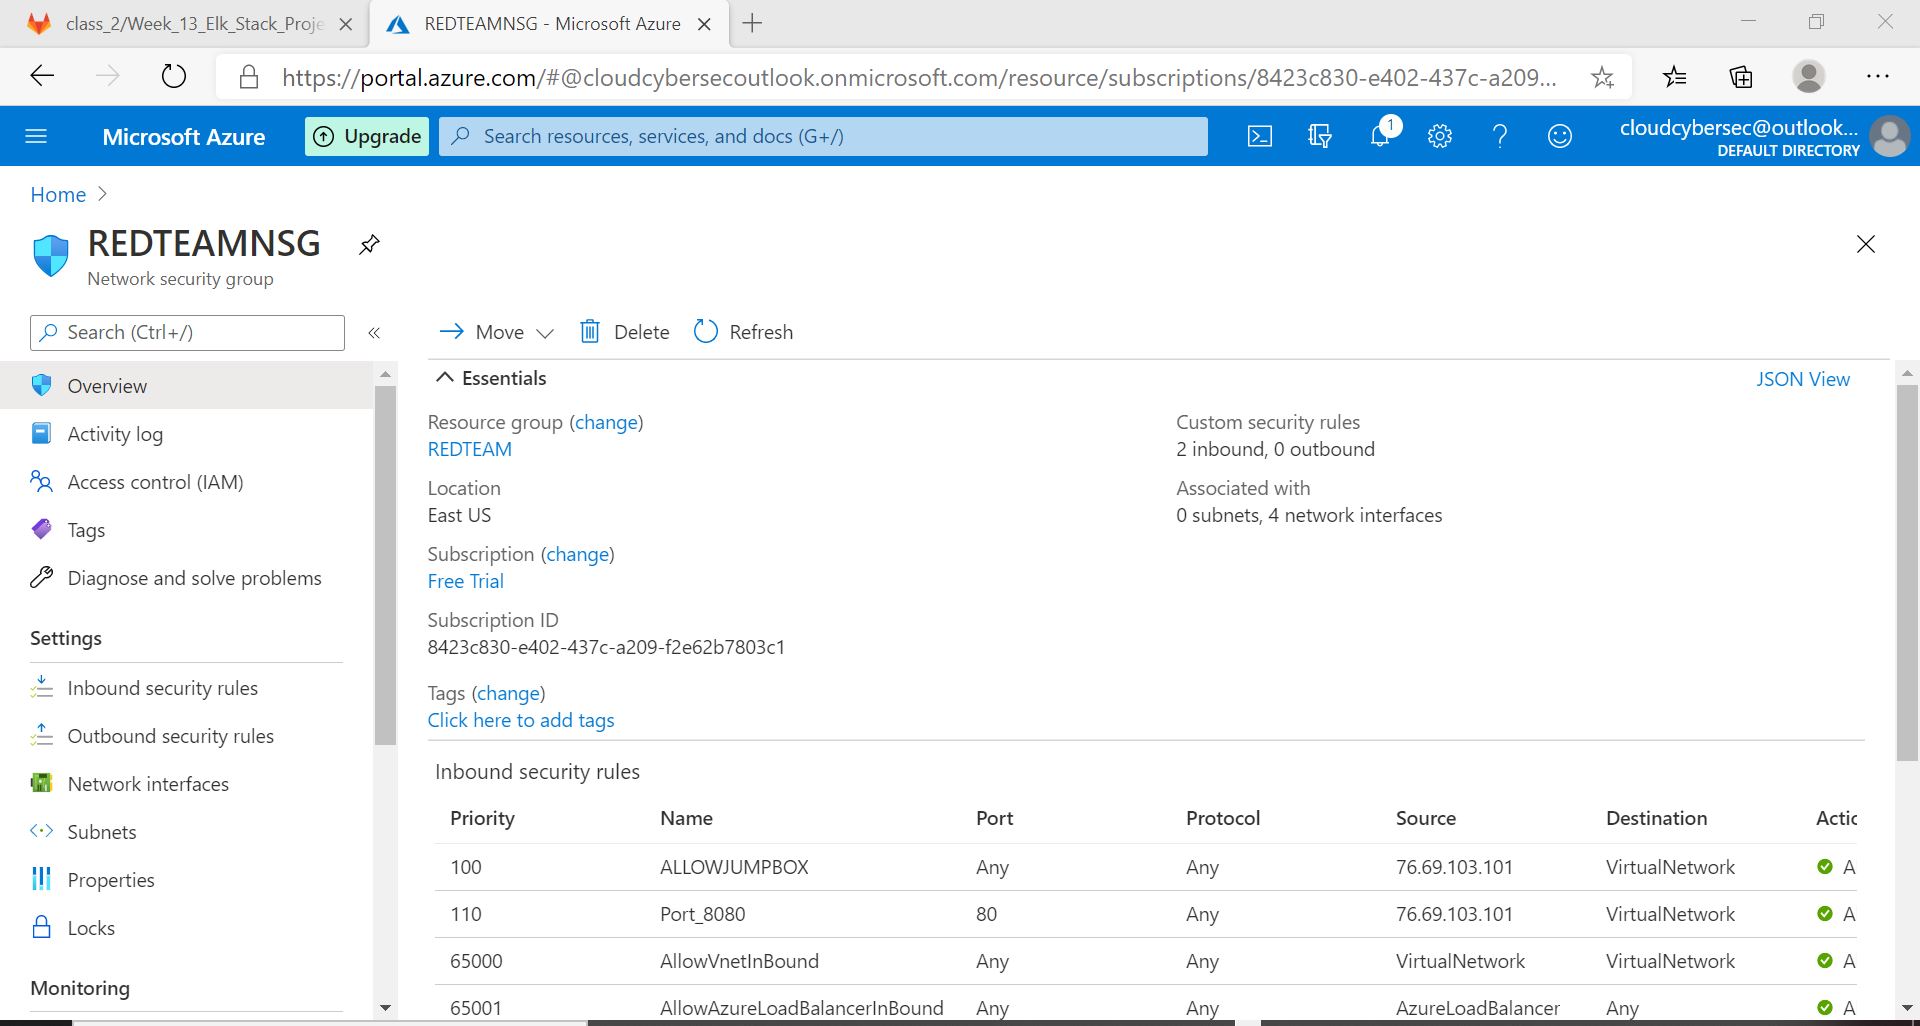 class_2/Week_13_Elk_Stack_Proje
REDTEAMNSG - Microsoft Azure
https://portal.azure.com/#@cloudcybersecoutlook.onmicrosoft.com/resource/subscriptions/8423c830-e402-437c-a209...
Microsoft Azure
Upgrade
Search resources, services, and docs (G+/)
1
cloudcybersec@outlook...
DEFAULT DIRECTORY
Home >
REDTEAMNSG
Network security group
Search (Ctrl+/)
«
Move
Delete
Refresh
Overview
Activity log
Access control (IAM)
Tags
Diagnose and solve problems
Settings
Inbound security rules
Outbound security rules
Network interfaces
Subnets
Properties
Locks
Monitoring
Essentials
JSON View
Resource group (change)
REDTEAM
Location
East US
Subscription (change)
Free Trial
Subscription ID
8423c830-e402-437c-a209-f2e62b7803c1
Tags (change)
Click here to add tags
Custom security rules
2 inbound, 0 outbound
Associated with
0 subnets, 4 network interfaces
Inbound security rules
Priority Name Port Protocol Source Destination Actio
100 ALLOWJUMPBOX Any Any 76.69.103.101 VirtualNetwork A
110 Port_8080 80 Any 76.69.103.101 VirtualNetwork A
65000 AllowVnetInBound Any Any VirtualNetwork VirtualNetwork A
65001 AllowAzureLoadBalancerInBound Any Any AzureLoadBalancer Any A